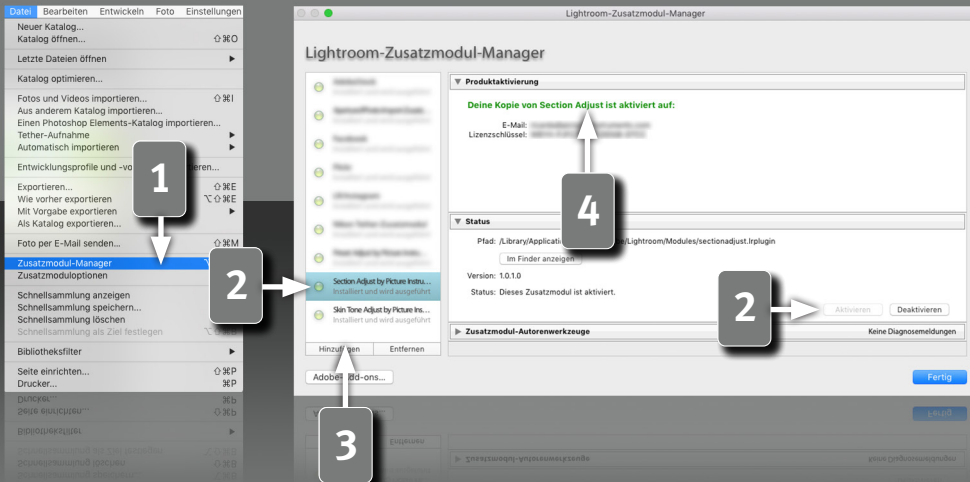 Datei Bearbeiten Entwickeln Foto Einstellungen
Neuer Katalog...
Katalog öffnen... ⇧⌘O
Letzte Dateien öffnen ▶
Katalog optimieren...
Fotos und Videos importieren... ⇧⌘I
Aus anderem Katalog importieren...
Einen Photoshop Elements-Katalog importieren...
Tether-Aufnahme ▶
Automatisch importieren ▶
Entwicklungsprofile und
Exportieren... ⇧⌘E
Wie vorher exportieren ⌥⇧⌘E
Mit Vorgabe exportieren ▶
Als Katalog exportieren...
Foto per E-Mail senden... ⇧⌘M
Zusatzmodul-Manager
Zusatzmoduloptionen
Schnellsammlung anzeigen
Schnellsammlung speichern...
Schnellsammlung löschen
Schnellsammlung als Ziel festlegen
Bibliotheksfilter ▶
Seite einrichten... ⇧⌘P
Drucker... ⌘P
1
2
Lightroom-Zusatzmodul-Manager
Lightroom-Zusatzmodul-Manager
Section Adjust by Picture Instru...
Installiert und wird ausgeführt
Skin Tone Adjust by Picture Ins...
Installiert und wird ausgeführt
Hinzufügen Entfernen
Adobe-Add-ons...
3
▼ Produktaktivierung
Deine Kopie von Section Adjust ist aktiviert auf:
E-Mail:
Lizenzschlüssel:
4
▼ Status
Pfad: /Library/Application /Lightroom/Modules/sectionadjust.lrplugin
Im Finder anzeigen
Version: 1.0.1.0
Status: Dieses Zusatzmodul ist aktiviert.
2
Aktivieren Deaktivieren
▶ Zusatzmodul-Autorenwerkzeuge Keine Diagnosemeldungen
Fertig